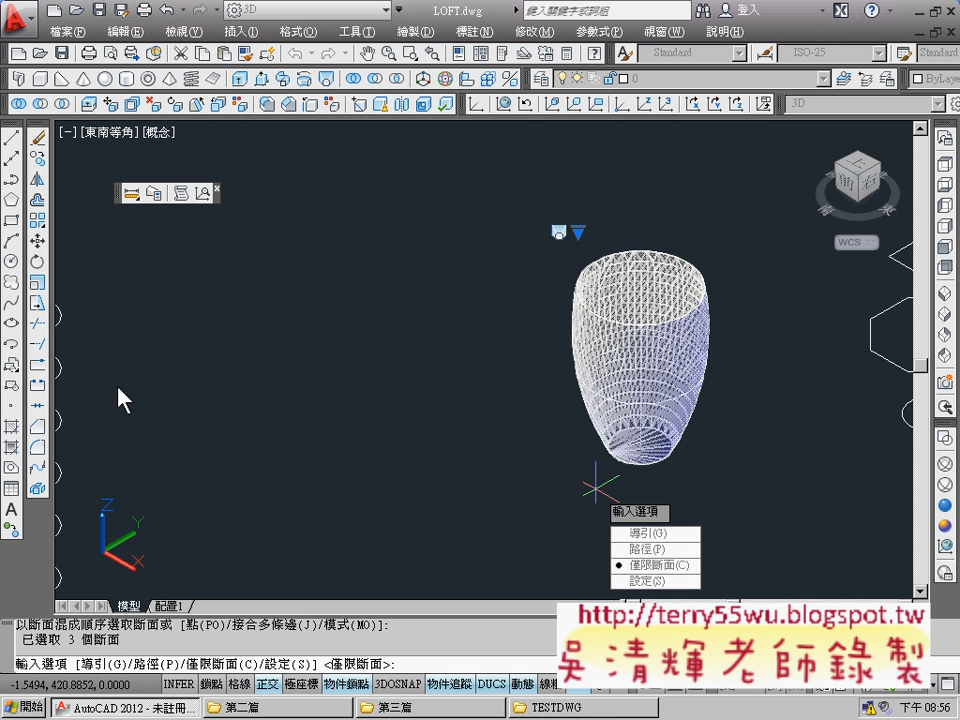 LOFT.dwg
鍵入關鍵字或詞組
登入
3D
檔案(F) 編輯(E) 檢視(V) 插入(I) 格式(O) 工具(T) 繪製(D) 標註(N) 修改(M) 參數式(P) 視窗(W) 說明(H)
Standard ISO-25 Standard
0 ByLaye
3D
[−][東南等角][概念]
上
前 右
南 東
WCS
Z
Y
X
輸入選項
導引(G)
路徑(P)
僅限斷面(C)
設定(S)
模型 配置1
以斷面混成順序選取斷面或 [點(PO)/接合多條邊(J)/模式(MO)]:
已選取 3 個斷面
輸入選項 [導引(G)/路徑(P)/僅限斷面(C)/設定(S)] <僅限斷面>:
-1.5494, 420.8852, 0.0000 INFER 鎖點 格線 正交 極座標 物件鎖點 3DOSNAP 物件追蹤 DUCS 動態
http://terry55wu.blogspot.tw
吳清輝老師錄製
開始 AutoCAD 2012 - 未註冊... 第二篇 第三篇 TESTDWG 下午 08:56